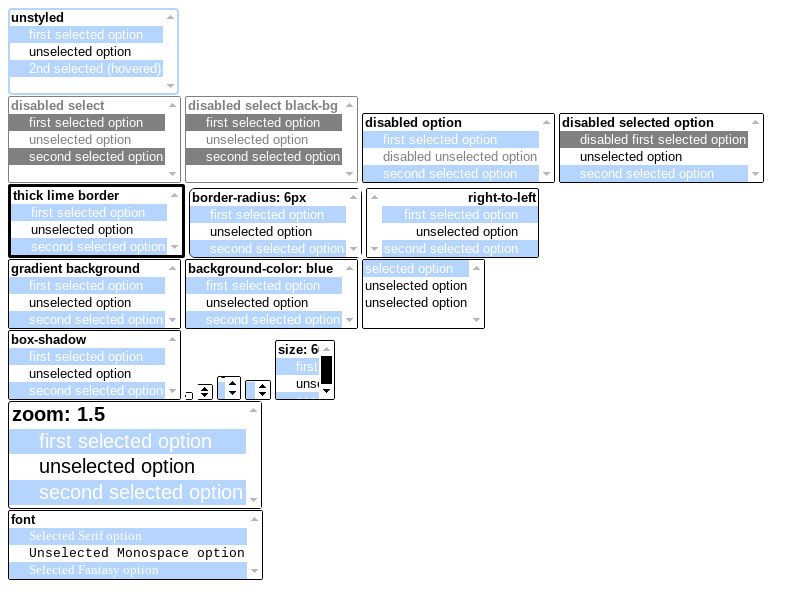 unstyled
first selected option
unselected option
2nd selected (hovered)
disabled select
first selected option
unselected option
second selected option
disabled select black-bg
first selected option
unselected option
second selected option
disabled option
first selected option
disabled unselected option
second selected option
disabled selected option
disabled first selected option
unselected option
second selected option
thick lime border
first selected option
unselected option
second selected option
border-radius: 6px
first selected option
unselected option
second selected option
right-to-left
first selected option
unselected option
second selected option
gradient background
first selected option
unselected option
second selected option
background-color: blue
first selected option
unselected option
second selected option
selected option
unselected option
unselected option
box-shadow
first selected option
unselected option
second selected option
size: 6
first
uns
zoom: 1.5
first selected option
unselected option
second selected option
font
Selected Serif option
Unselected Monospace option
Selected Fantasy option